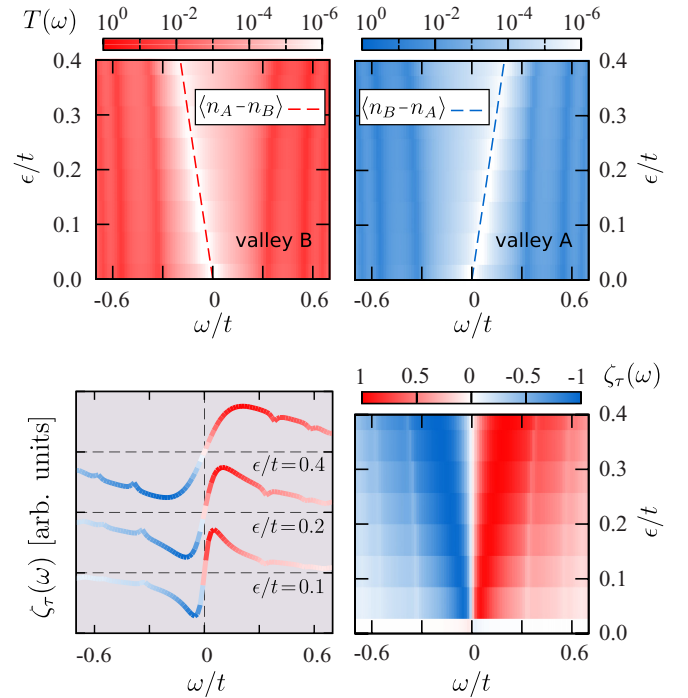 T(ω) 10⁰ 10⁻² 10⁻⁴ 10⁻⁶ 10⁰ 10⁻² 10⁻⁴ 10⁻⁶
0.4 0.4
⟨n_A−n_B⟩ ⟨n_B−n_A⟩
0.3 0.3
ϵ/t 0.2 0.2 ϵ/t
0.1 0.1
valley B valley A
0.0 0.0
-0.6 0 0.6 -0.6 0 0.6
ω/t ω/t
1 0.5 0 -0.5 -1 ζ_τ(ω)
0.4
ϵ/t=0.4
0.3
ζ_τ(ω) [arb. units] ϵ/t=0.2 0.2 ϵ/t
ϵ/t=0.1 0.1
0.0
-0.6 0 0.6 -0.6 0 0.6
ω/t ω/t